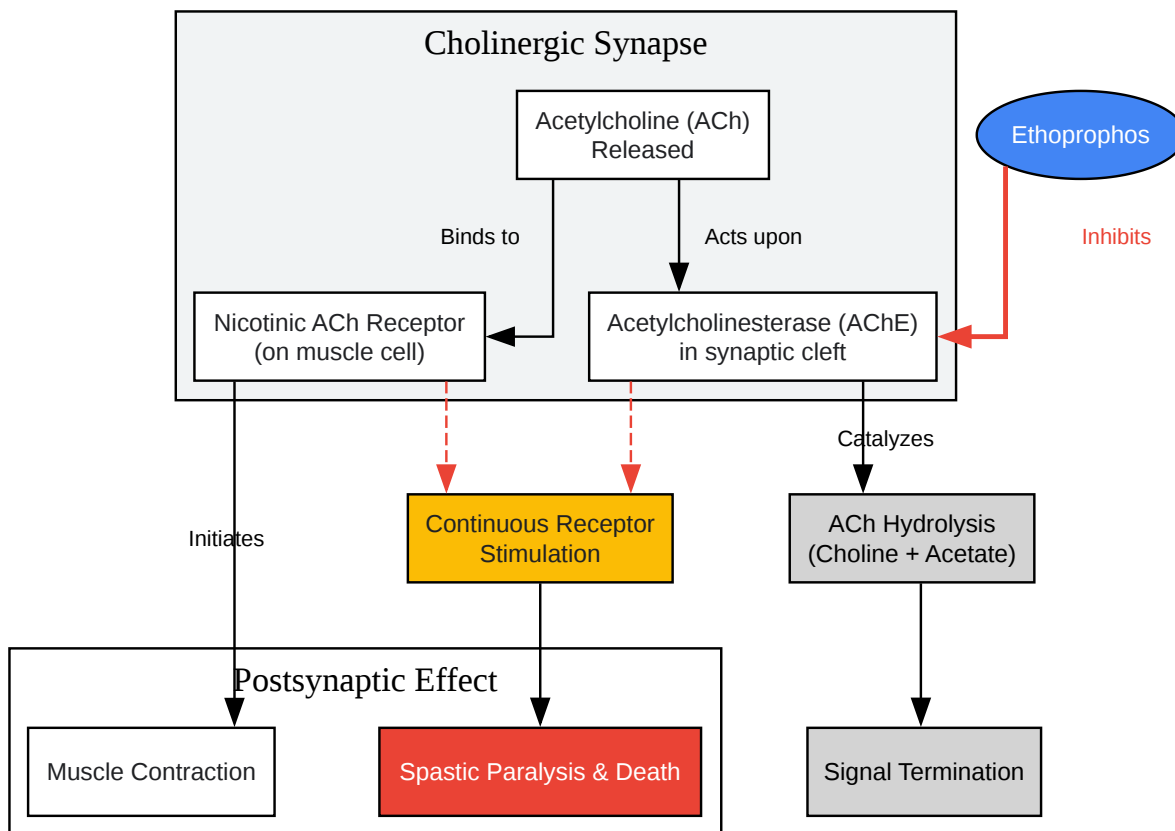 Cholinergic Synapse
Acetylcholine (ACh)
Released
Ethoprophos
Binds to
Acts upon
Inhibits
Nicotinic ACh Receptor
(on muscle cell)
Acetylcholinesterase (AChE)
in synaptic cleft
Catalyzes
Continuous Receptor
Stimulation
ACh Hydrolysis
(Choline + Acetate)
Initiates
Postsynaptic Effect
Muscle Contraction
Spastic Paralysis & Death
Signal Termination